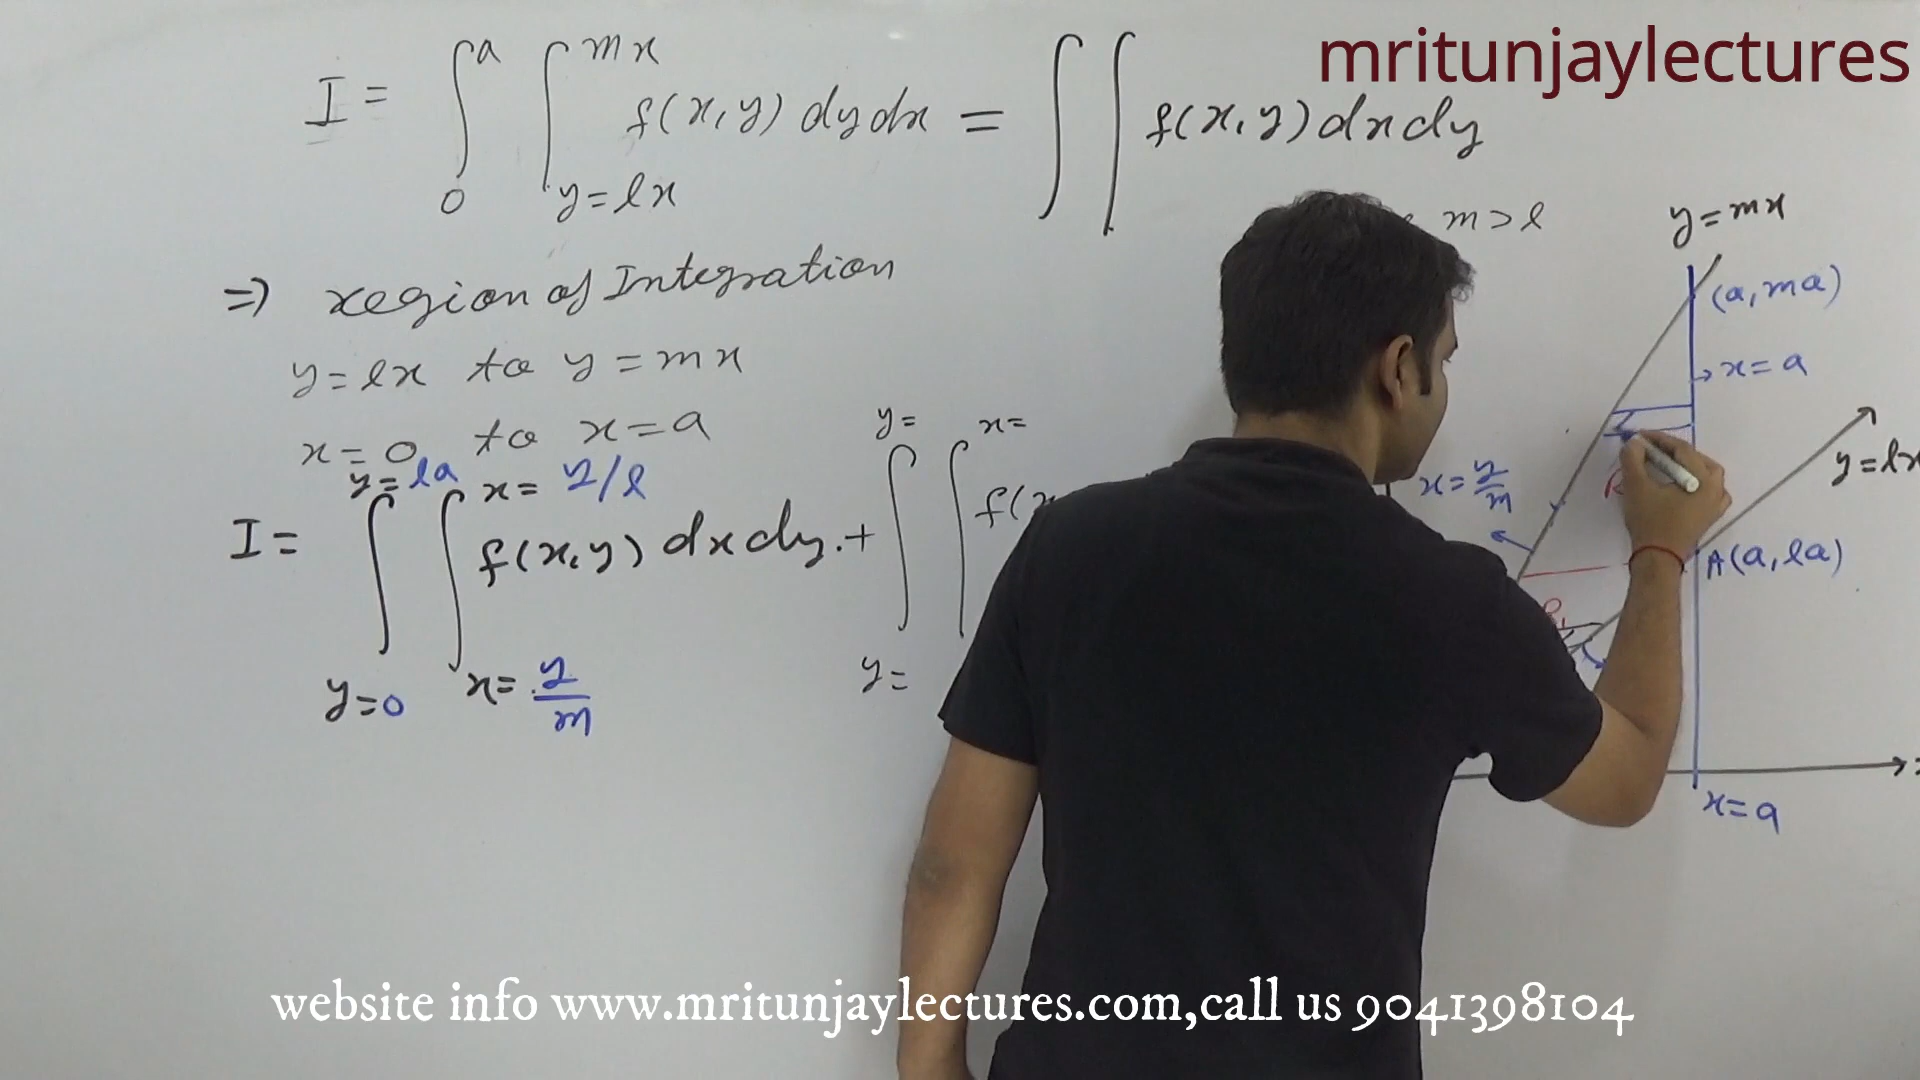 mritunjaylectures
I = ∫₀ᵃ ∫_{y=lx}^{mx} f(x,y) dy dx = ∫∫ f(x,y) dx dy
m > l
⇒ region of Integration
y = lx to y = mx
x = 0 to x = a
I = ∫_{y=0}^{y=la} ∫_{x=y/m}^{x=y/l} f(x,y) dx dy + ∫_{y=}^{y=} ∫^{x=} f(x
y = mx
(a, ma)
→ x = a
y = lx
x = y/m
A(a, la)
x = a
website info www.mritunjaylectures.com,call us 9041398104